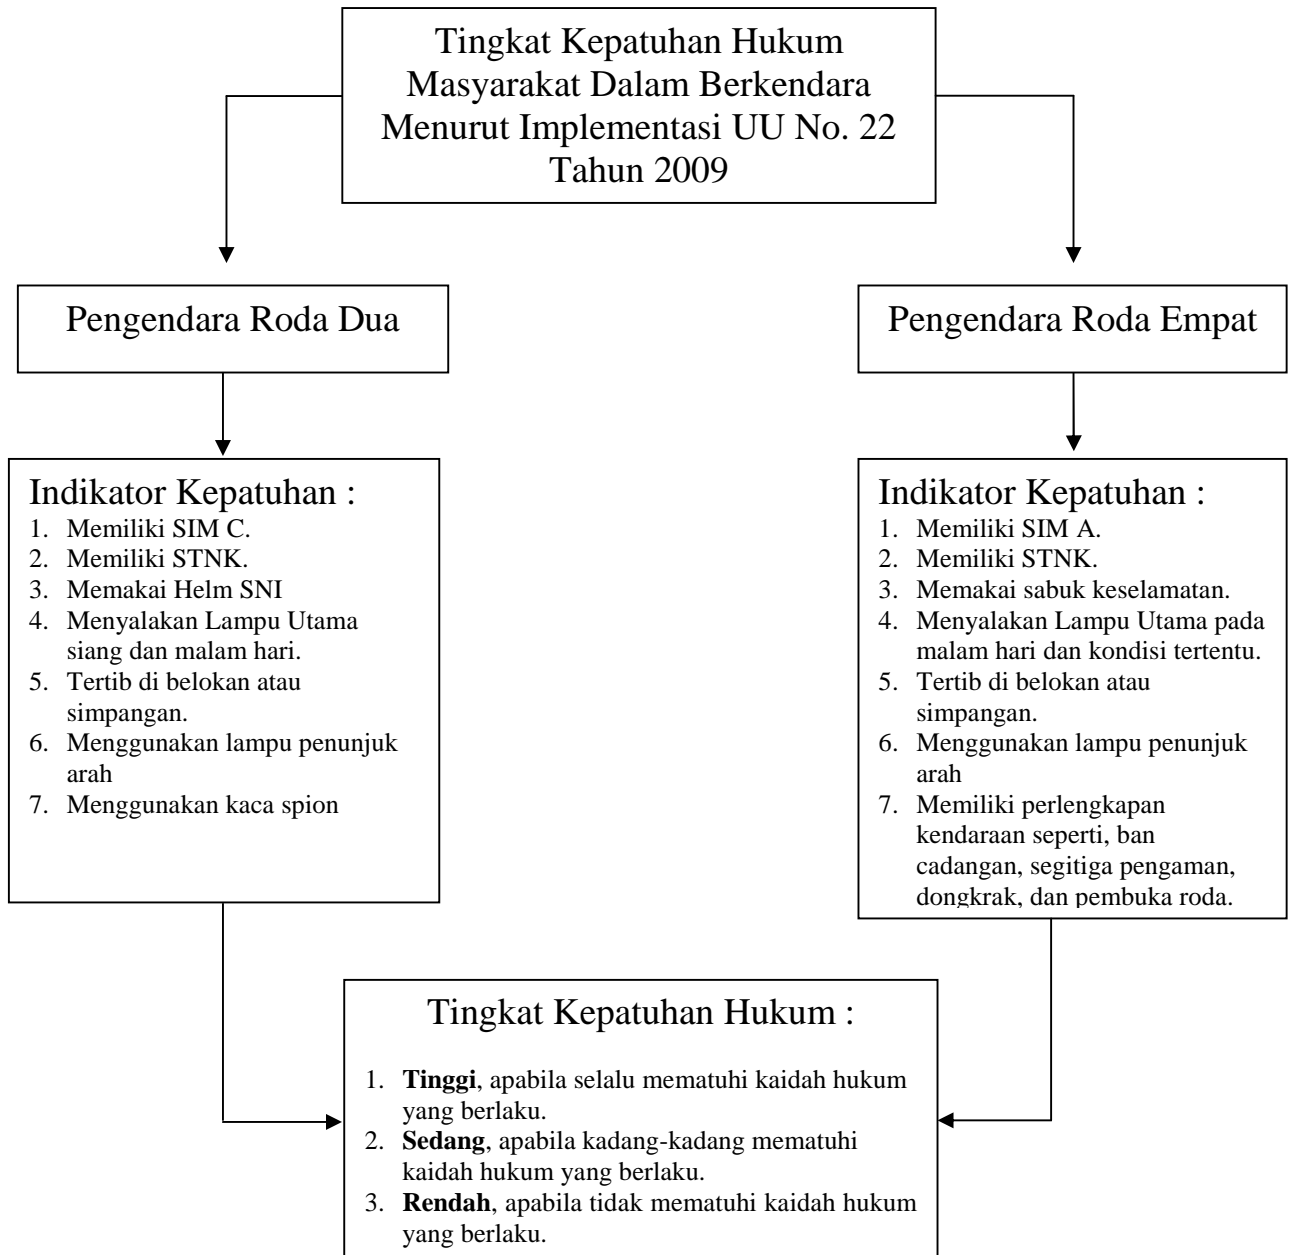 Tingkat Kepatuhan Hukum
Masyarakat Dalam Berkendara
Menurut Implementasi UU No. 22
Tahun 2009
Pengendara Roda Dua
Pengendara Roda Empat
Indikator Kepatuhan :
1. Memiliki SIM C.
2. Memiliki STNK.
3. Memakai Helm SNI
4. Menyalakan Lampu Utama
siang dan malam hari.
5. Tertib di belokan atau
simpangan.
6. Menggunakan lampu penunjuk
arah
7. Menggunakan kaca spion
Indikator Kepatuhan :
1. Memiliki SIM A.
2. Memiliki STNK.
3. Memakai sabuk keselamatan.
4. Menyalakan Lampu Utama pada
malam hari dan kondisi tertentu.
5. Tertib di belokan atau
simpangan.
6. Menggunakan lampu penunjuk
arah
7. Memiliki perlengkapan
kendaraan seperti, ban
cadangan, segitiga pengaman,
dongkrak, dan pembuka roda.
Tingkat Kepatuhan Hukum :
1. Tinggi, apabila selalu mematuhi kaidah hukum
yang berlaku.
2. Sedang, apabila kadang-kadang mematuhi
kaidah hukum yang berlaku.
3. Rendah, apabila tidak mematuhi kaidah hukum
yang berlaku.